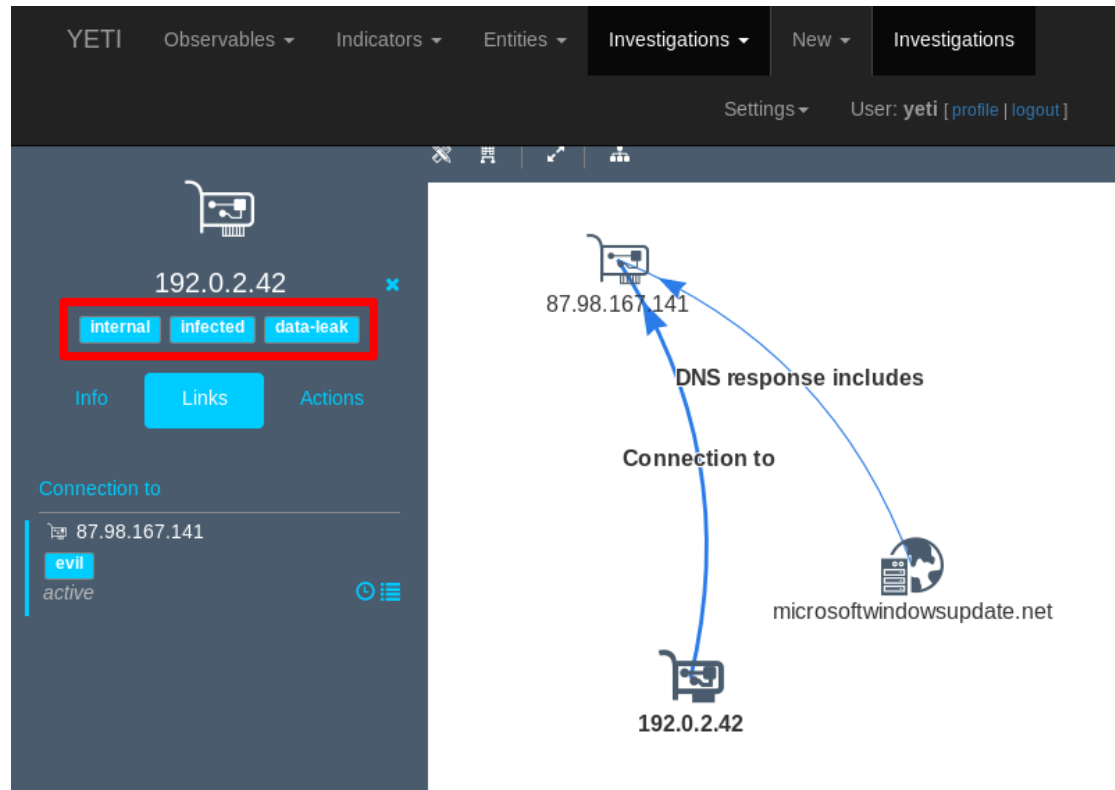 YETI Observables Indicators Entities Investigations New Investigations
Settings User: yeti [ profile | logout ]
192.0.2.42
internal infected data-leak
Info Links Actions
Connection to
87.98.167.141
evil
active
87.98.167.141
DNS response includes
Connection to
microsoftwindowsupdate.net
192.0.2.42